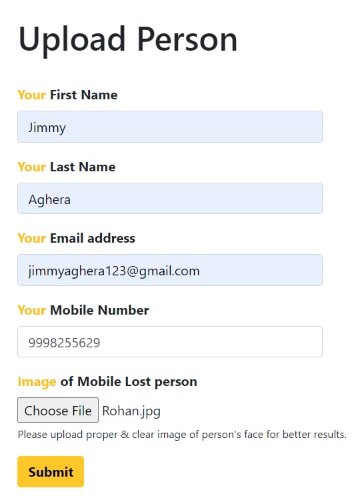 Upload Person
Your First Name
Jimmy
Your Last Name
Aghera
Your Email address
jimmyaghera123@gmail.com
Your Mobile Number
9998255629
Image of Mobile Lost person
Choose File Rohan.jpg
Please upload proper & clear image of person's face for better results.
Submit